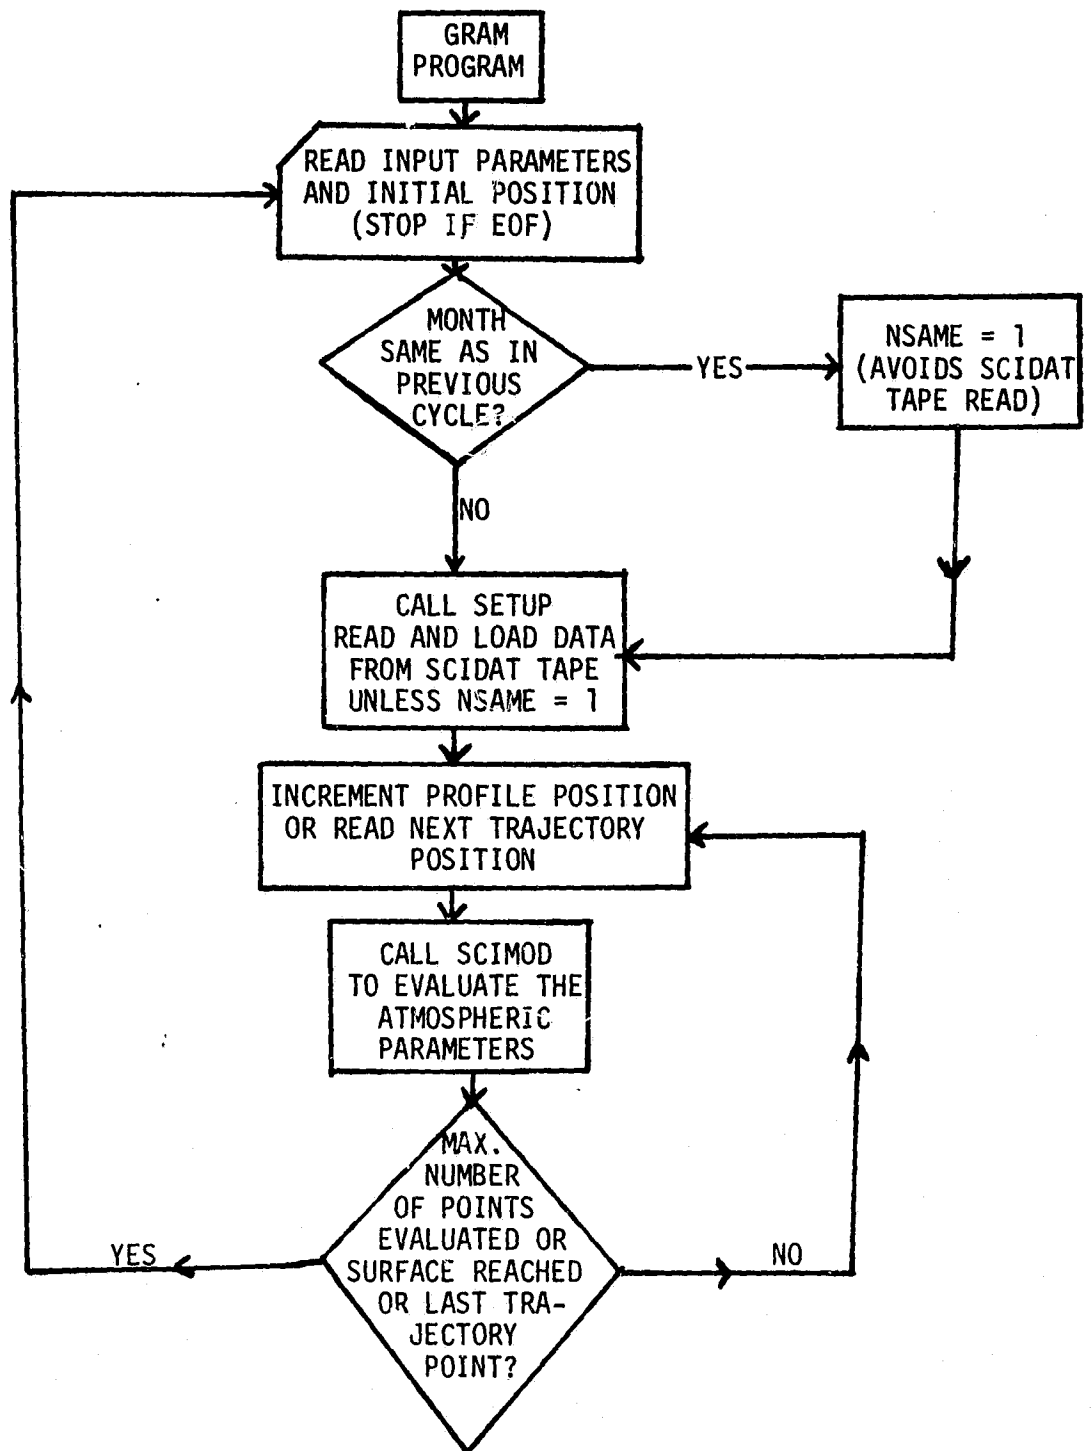 GRAM
PROGRAM
READ INPUT PARAMETERS
AND INITIAL POSITION
(STOP IF EOF)
MONTH
SAME AS IN
PREVIOUS
CYCLE?
YES
NSAME = 1
(AVOIDS SCIDAT
TAPE READ)
NO
CALL SETUP
READ AND LOAD DATA
FROM SCIDAT TAPE
UNLESS NSAME = 1
INCREMENT PROFILE POSITION
OR READ NEXT TRAJECTORY
POSITION
CALL SCIMOD
TO EVALUATE THE
ATMOSPHERIC
PARAMETERS
MAX.
NUMBER
OF POINTS
EVALUATED OR
SURFACE REACHED
OR LAST TRA-
JECTORY
POINT?
YES
NO